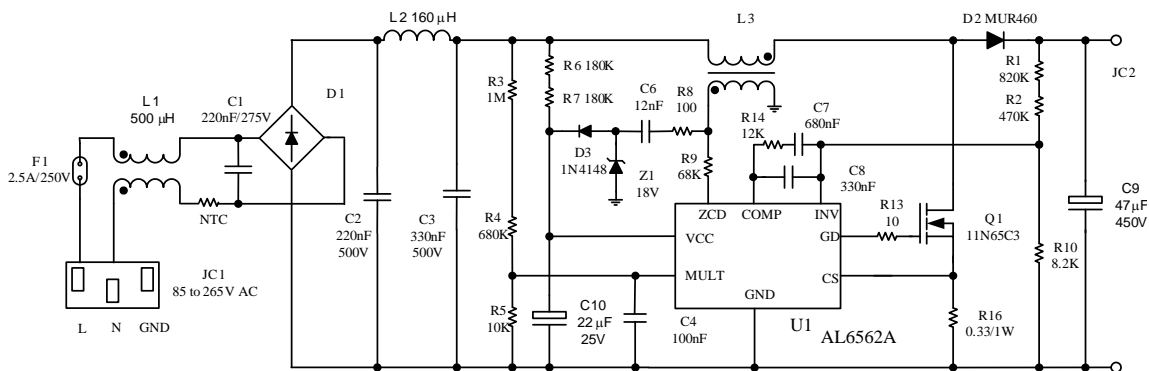 L2 160 μH
L3
D2 MUR460
R6 180K
R7 180K
R3
1M
C6
12nF
R8
100
C7
680nF
R14
12K
R1
820K
R2
470K
JC2
L1
500 μH
C1
220nF/275V
D1
F1
2.5A/250V
NTC
D3
1N4148
Z1
18V
R9
68K
C8
330nF
C2
220nF
500V
C3
330nF
500V
R4
680K
ZCD
COMP
INV
VCC
GD
MULT
CS
GND
R13
10
Q1
11N65C3
C9
47μF
450V
R10
8.2K
JC1
85 to 265V AC
L
N
GND
R5
10K
C10
22 μF
25V
C4
100nF
U1
AL6562A
R16
0.33/1W